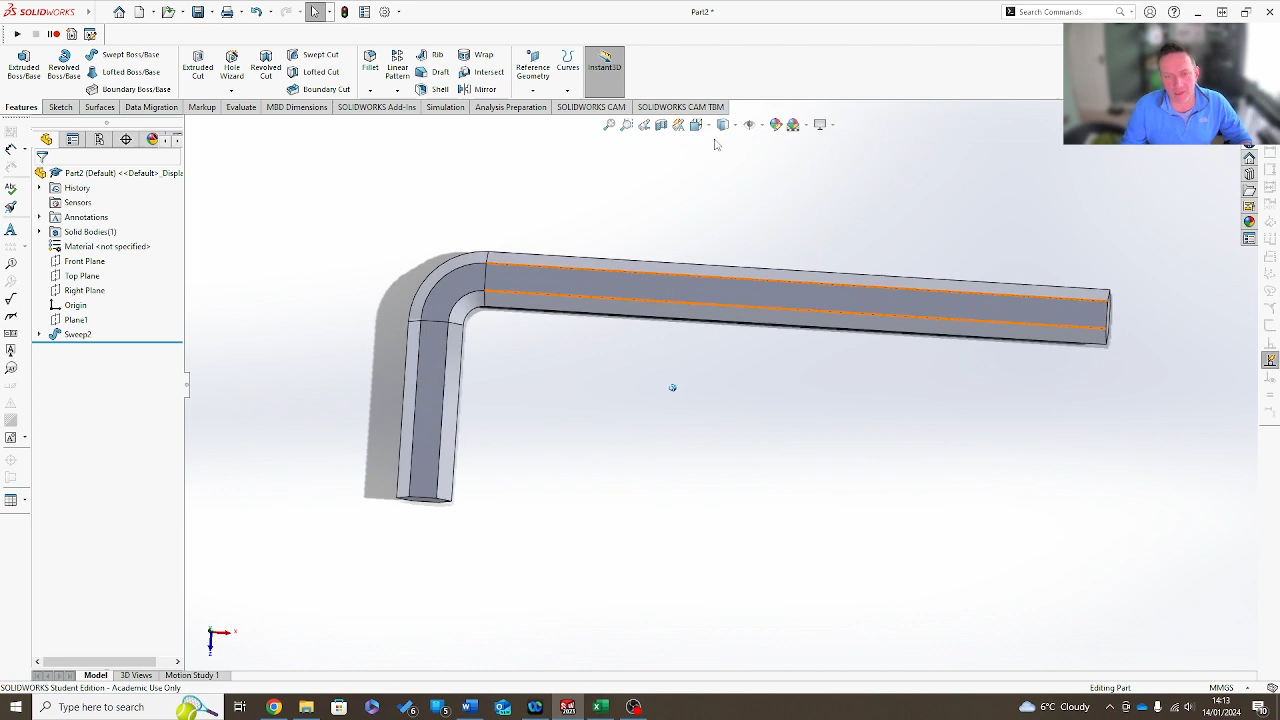 SOLIDWORKS
Part2 *
Search Commands
Extruded Boss/Base
Revolved Boss/Base
Swept Boss/Base
Lofted Boss/Base
Boundary Boss/Base
Extruded Cut
Hole Wizard
Revolved Cut
Swept Cut
Lofted Cut
Boundary Cut
Fillet
Linear Pattern
Rib
Draft
Shell
Wrap
Intersect
Mirror
Reference Geometry
Curves
Instant3D
Features Sketch Surfaces Data Migration Markup Evaluate MBD Dimensions SOLIDWORKS Add-Ins Simulation Analysis Preparation SOLIDWORKS CAM SOLIDWORKS CAM TBM
Part2 (Default) <<Default>_Displa
History
Sensors
Annotations
Solid Bodies(1)
Material <not specified>
Front Plane
Top Plane
Right Plane
Origin
Plane1
Sweep2
x
z
Model 3D Views Motion Study 1
SOLIDWORKS Student Edition - Academic Use Only
Editing Part
MMGS
Type here to search
5°C Cloudy
14:13
14/01/2024